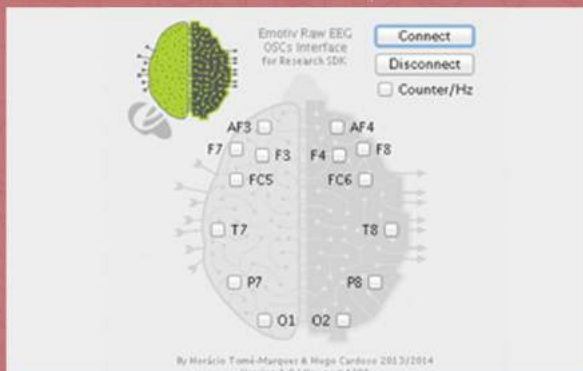 Emotiv Raw EEG
OSCs Interface
for Research SDK
Connect
Disconnect
Counter/Hz
AF3 AF4
F7 F3 F4 F8
FC5 FC6
T7 T8
P7 P8
O1 O2
By Horácio Tomé-Marques & Hugo Cardoso 2013/2014